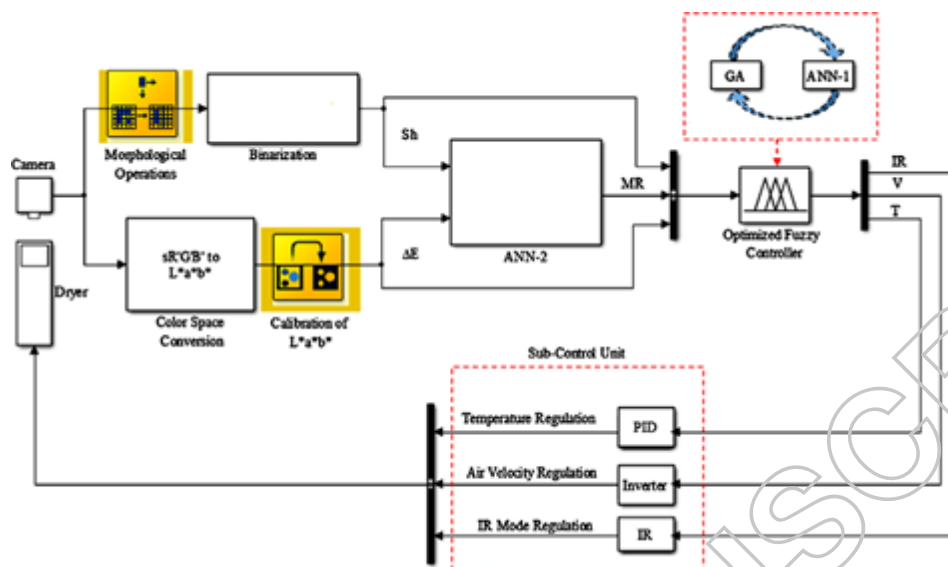 GA
ANN-1
Camera
Morphological
Operations
Binarization
Sh
MR
IR
V
T
sR'G'B' to
L*a*b*
ΔE
ANN-2
Optimized Fuzzy
Controller
Dryer
Color Space
Conversion
Calibration of
L*a*b*
Sub-Control Unit
Temperature Regulation
PID
Air Velocity Regulation
Inverter
IR Mode Regulation
IR